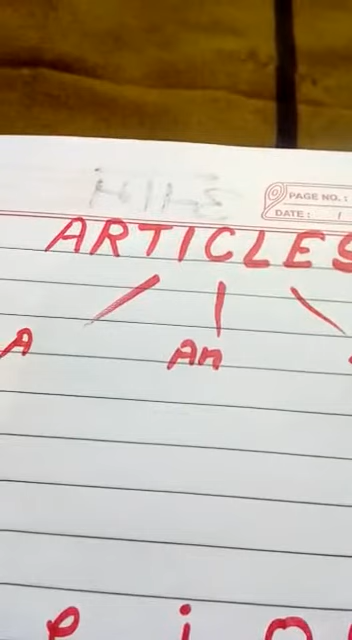 PAGE NO.:
DATE: /
ARTICLES
A An
e i o